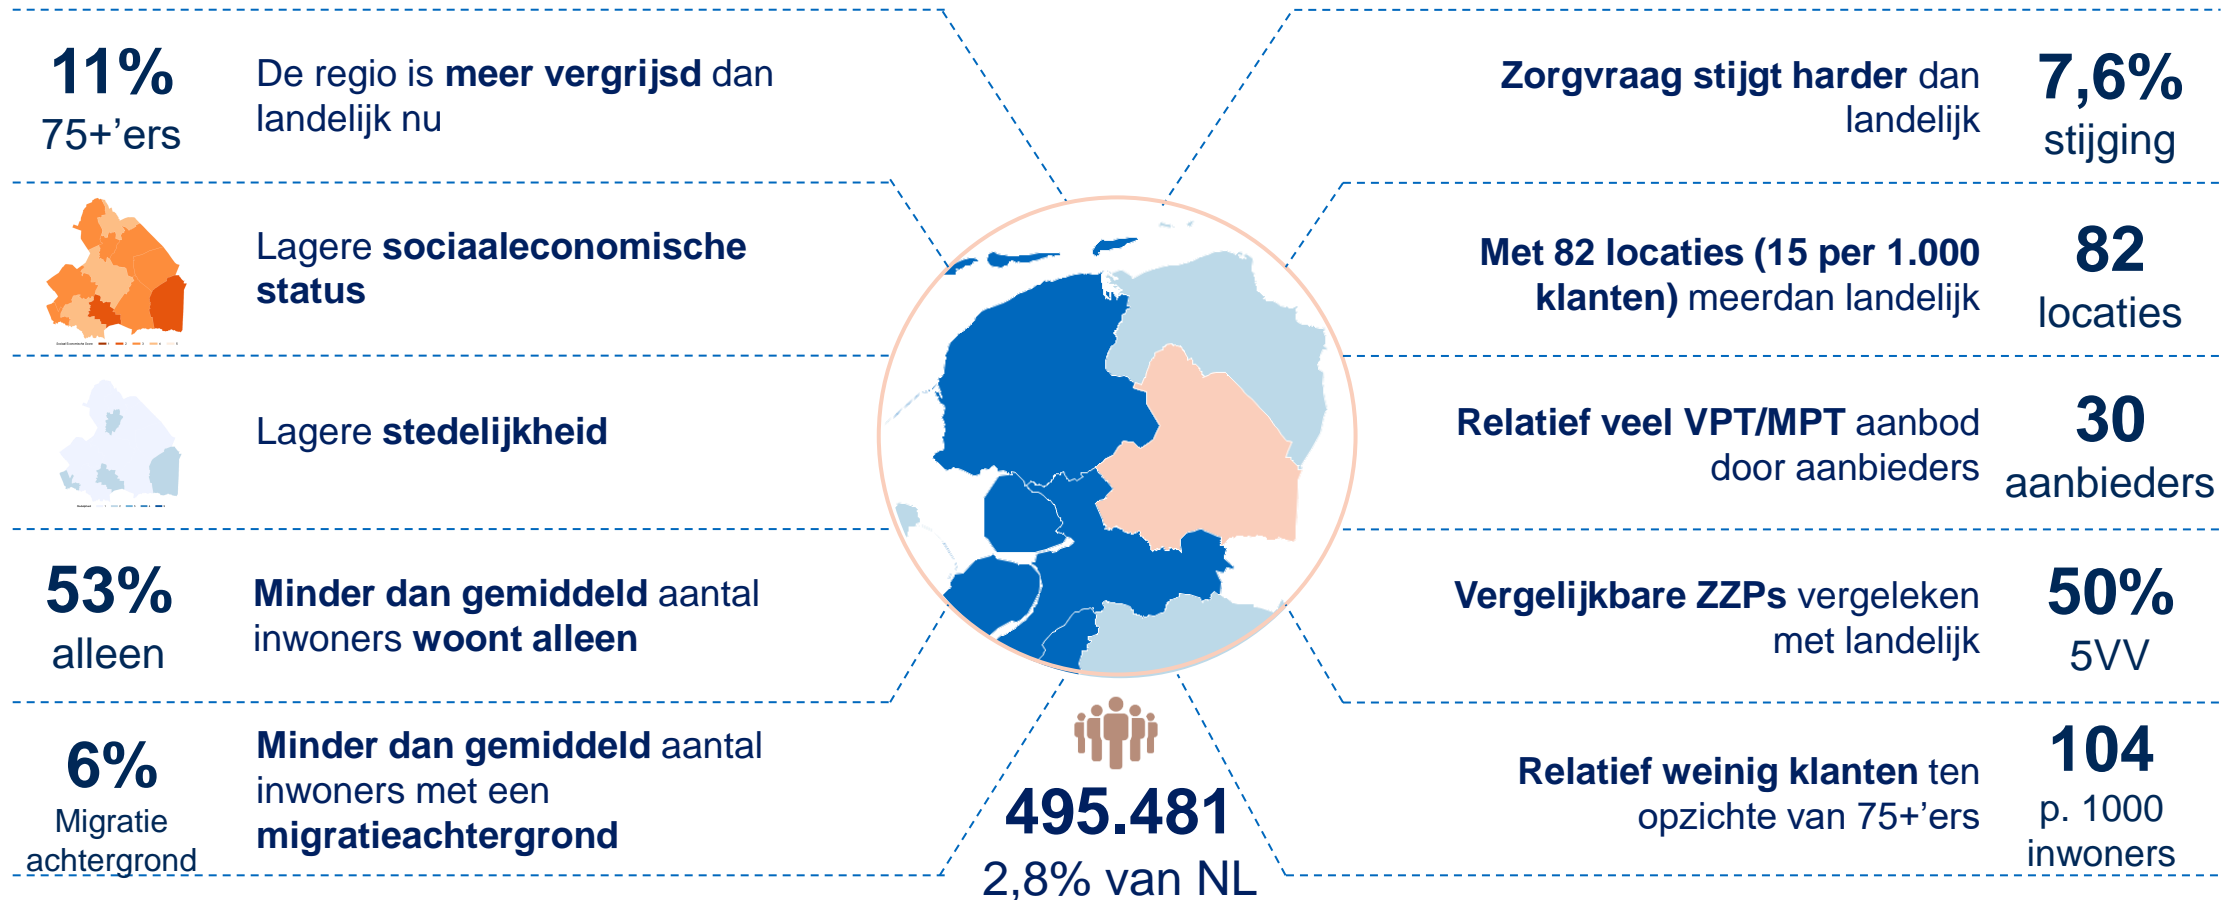 11%
75+’ers
De regio is meer vergrijsd dan
landelijk nu
Lagere sociaaleconomische
status
Lagere stedelijkheid
53%
alleen
Minder dan gemiddeld aantal
inwoners woont alleen
6%
Migratie
achtergrond
Minder dan gemiddeld aantal
inwoners met een
migratieachtergrond
495.481
2,8% van NL
Zorgvraag stijgt harder dan
landelijk
7,6%
stijging
Met 82 locaties (15 per 1.000
klanten) meerdan landelijk
82
locaties
Relatief veel VPT/MPT aanbod
door aanbieders
30
aanbieders
Vergelijkbare ZZPs vergeleken
met landelijk
50%
5VV
Relatief weinig klanten ten
opzichte van 75+’ers
104
p. 1000
inwoners